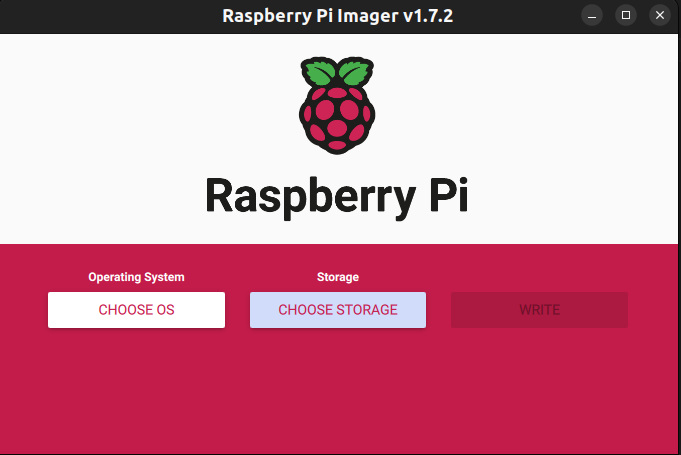 Raspberry Pi Imager v1.7.2
Raspberry Pi
Operating System
Storage
CHOOSE OS
CHOOSE STORAGE
WRITE